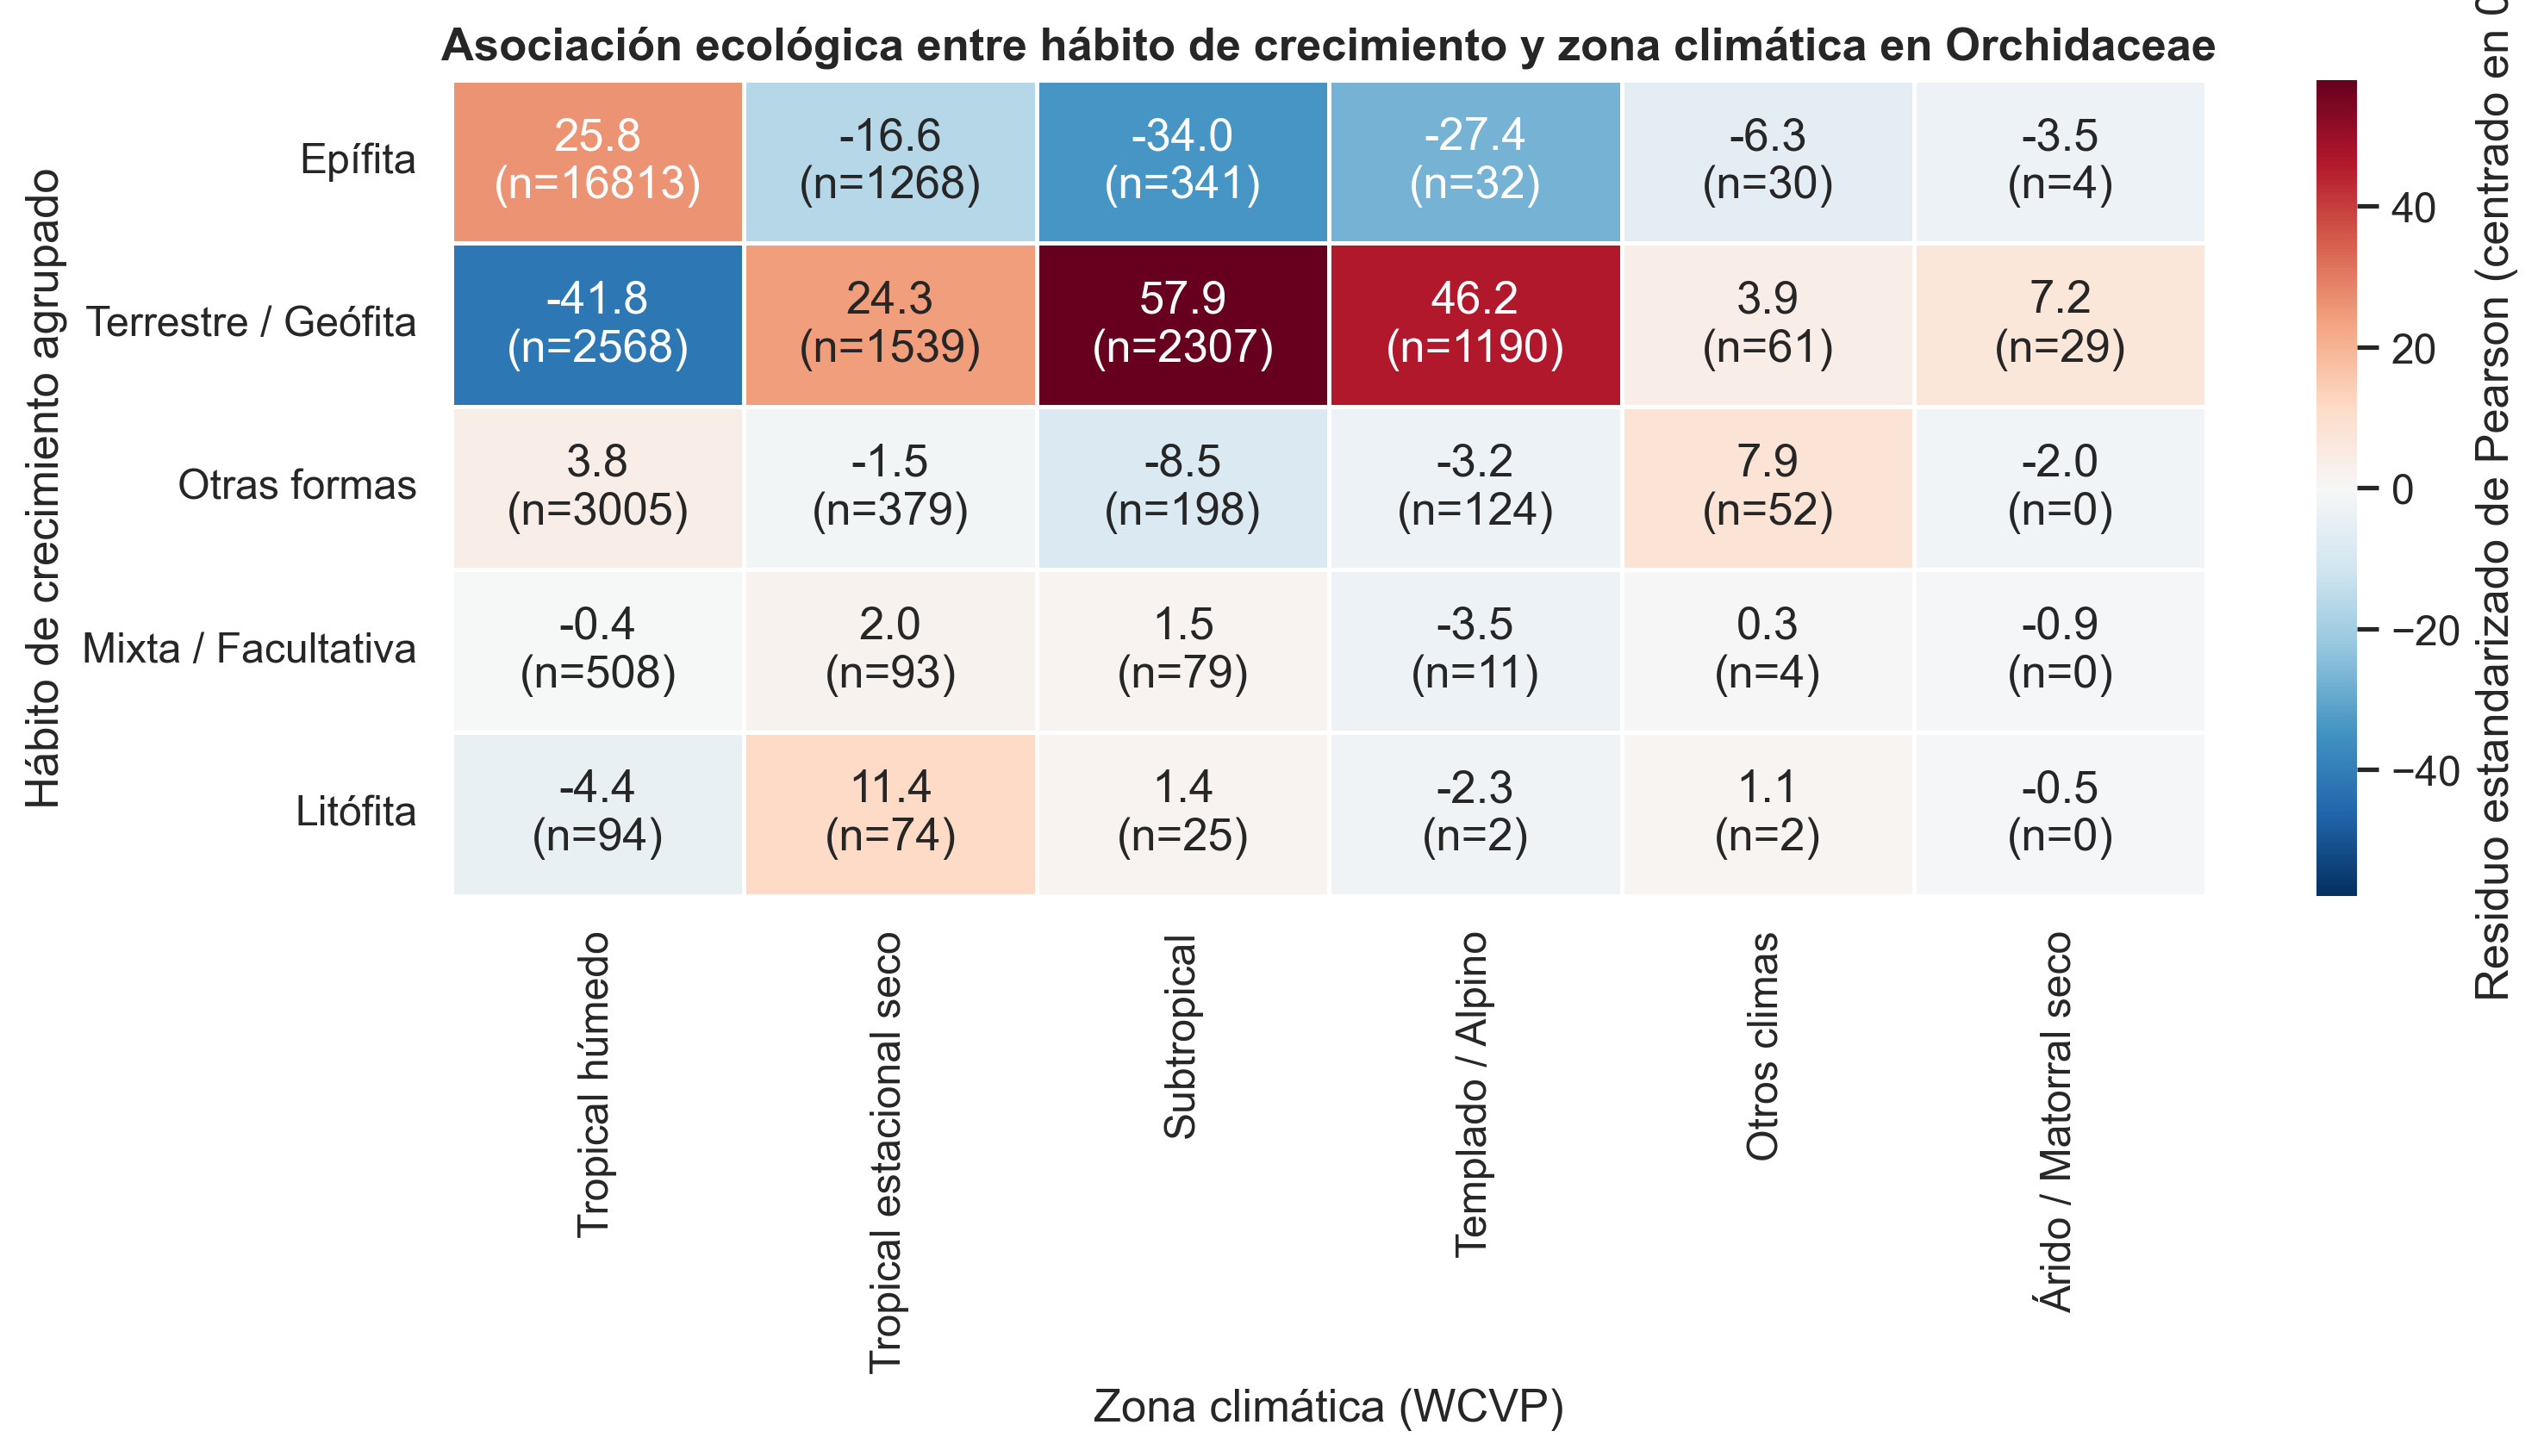 Asociación ecológica entre hábito de crecimiento y zona climática en Orchidaceae
Hábito de crecimiento agrupado
Epífita
25.8
(n=16813)
-16.6
(n=1268)
-34.0
(n=341)
-27.4
(n=32)
-6.3
(n=30)
-3.5
(n=4)
Terrestre / Geófita
-41.8
(n=2568)
24.3
(n=1539)
57.9
(n=2307)
46.2
(n=1190)
3.9
(n=61)
7.2
(n=29)
Otras formas
3.8
(n=3005)
-1.5
(n=379)
-8.5
(n=198)
-3.2
(n=124)
7.9
(n=52)
-2.0
(n=0)
Mixta / Facultativa
-0.4
(n=508)
2.0
(n=93)
1.5
(n=79)
-3.5
(n=11)
0.3
(n=4)
-0.9
(n=0)
Litófita
-4.4
(n=94)
11.4
(n=74)
1.4
(n=25)
-2.3
(n=2)
1.1
(n=2)
-0.5
(n=0)
Tropical húmedo
Tropical estacional seco
Subtropical
Templado / Alpino
Otros climas
Árido / Matorral seco
Zona climática (WCVP)
40
20
0
−20
−40
Residuo estandarizado de Pearson (centrado en 0